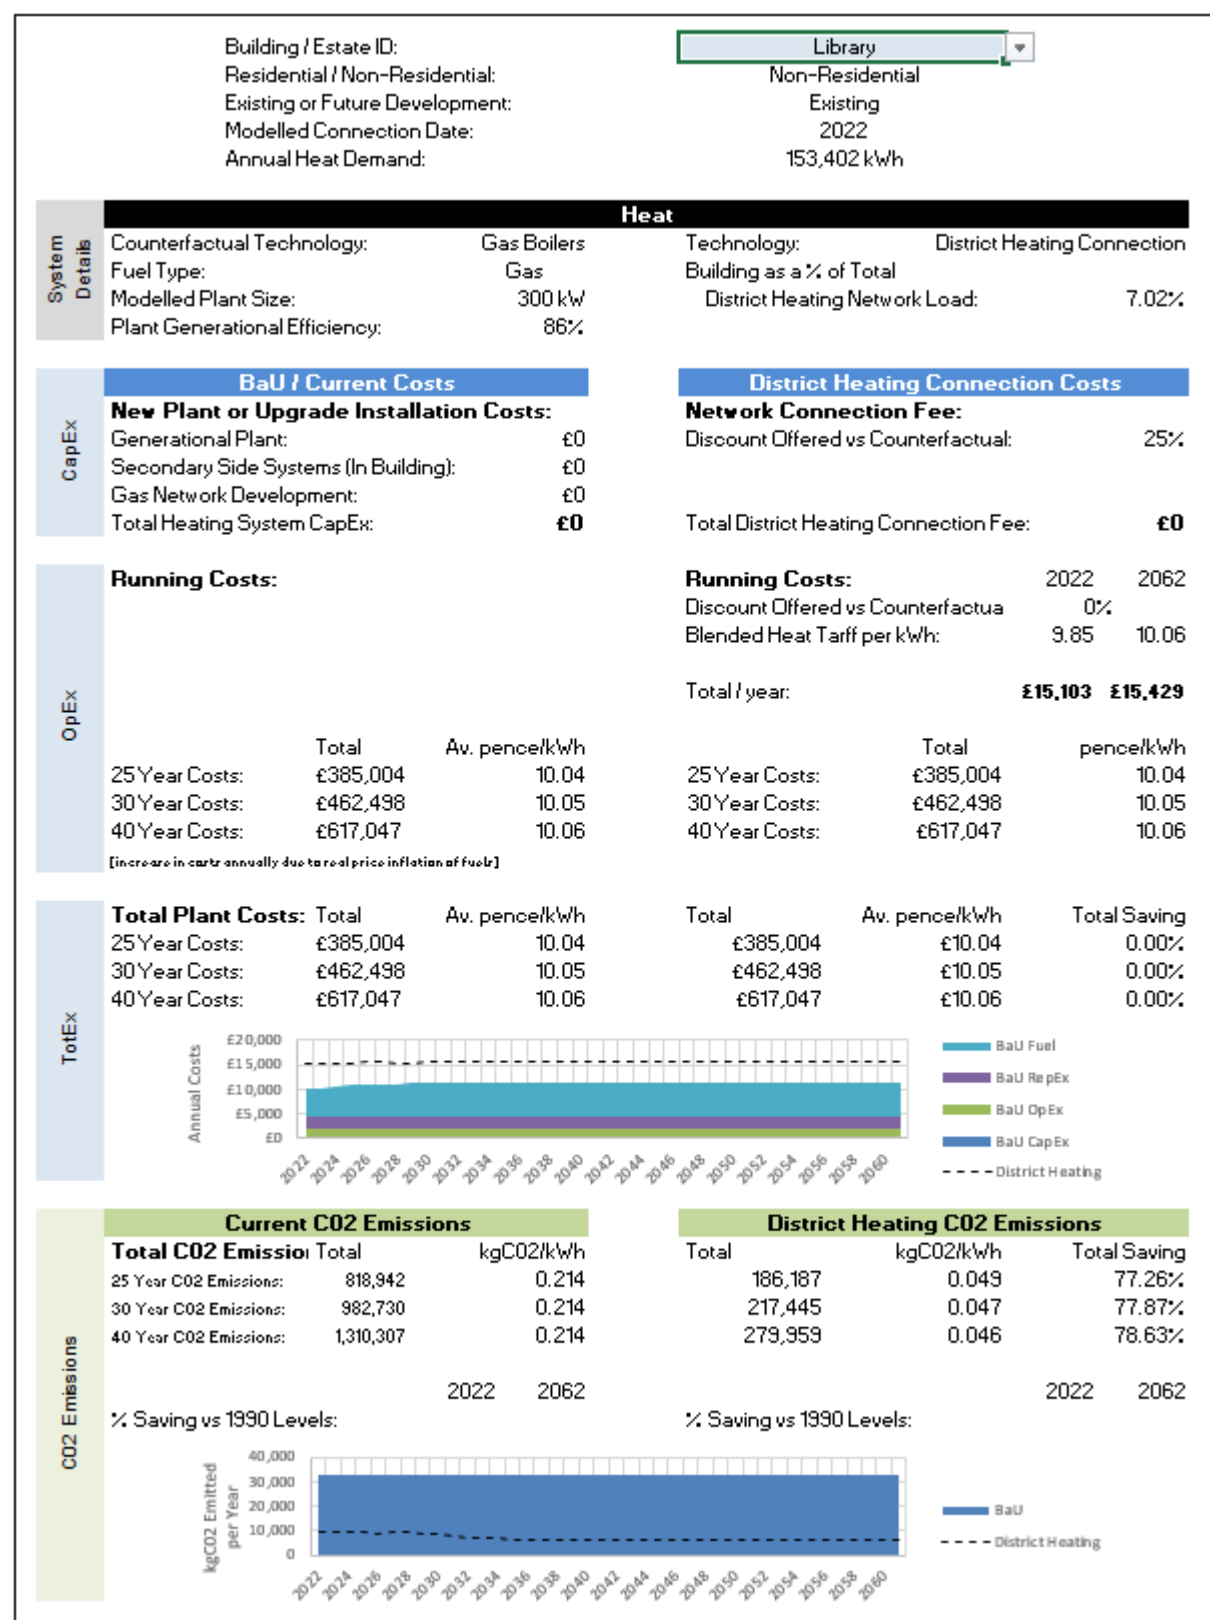 Building / Estate ID: Library
Residential / Non-Residential: Non-Residential
Existing or Future Development: Existing
Modelled Connection Date: 2022
Annual Heat Demand: 153,402 kWh
Heat
System Details
Counterfactual Technology: Gas Boilers Technology: District Heating Connection
Fuel Type: Gas Building as a % of Total
Modelled Plant Size: 300 kW District Heating Network Load: 7.02%
Plant Generational Efficiency: 86%
CapEx
BaU / Current Costs District Heating Connection Costs
New Plant or Upgrade Installation Costs: Network Connection Fee:
Generational Plant: £0 Discount Offered vs Counterfactual: 25%
Secondary Side Systems (In Building): £0
Gas Network Development: £0
Total Heating System CapEx: £0 Total District Heating Connection Fee: £0
OpEx
Running Costs: Running Costs: 2022 2062
Discount Offered vs Counterfactua 0%
Blended Heat Tarff per kWh: 9.85 10.06
Total / year: £15,103 £15,429
Total Av. pence/kWh Total pence/kWh
25 Year Costs: £385,004 10.04 25 Year Costs: £385,004 10.04
30 Year Costs: £462,498 10.05 30 Year Costs: £462,498 10.05
40 Year Costs: £617,047 10.06 40 Year Costs: £617,047 10.06
[increase in costs annually due to real price inflation of fuels]
TotEx
Total Plant Costs: Total Av. pence/kWh Total Av. pence/kWh Total Saving
25 Year Costs: £385,004 10.04 £385,004 £10.04 0.00%
30 Year Costs: £462,498 10.05 £462,498 £10.05 0.00%
40 Year Costs: £617,047 10.06 £617,047 £10.06 0.00%
Annual Costs
£20,000
£15,000
£10,000
£5,000
£0
2022 2024 2026 2028 2030 2032 2034 2036 2038 2040 2042 2044 2046 2048 2050 2052 2054 2056 2058 2060
BaU Fuel
BaU RepEx
BaU OpEx
BaU CapEx
District Heating
CO2 Emissions
Current CO2 Emissions District Heating CO2 Emissions
Total CO2 Emissio Total kgCO2/kWh Total kgCO2/kWh Total Saving
25 Year CO2 Emissions: 818,942 0.214 186,187 0.049 77.26%
30 Year CO2 Emissions: 982,730 0.214 217,445 0.047 77.87%
40 Year CO2 Emissions: 1,310,307 0.214 279,959 0.046 78.63%
2022 2062 2022 2062
% Saving vs 1990 Levels: % Saving vs 1990 Levels:
kgCO2 Emitted per Year
40,000
30,000
20,000
10,000
0
2022 2024 2026 2028 2030 2032 2034 2036 2038 2040 2042 2044 2046 2048 2050 2052 2054 2056 2058 2060
BaU
District Heating